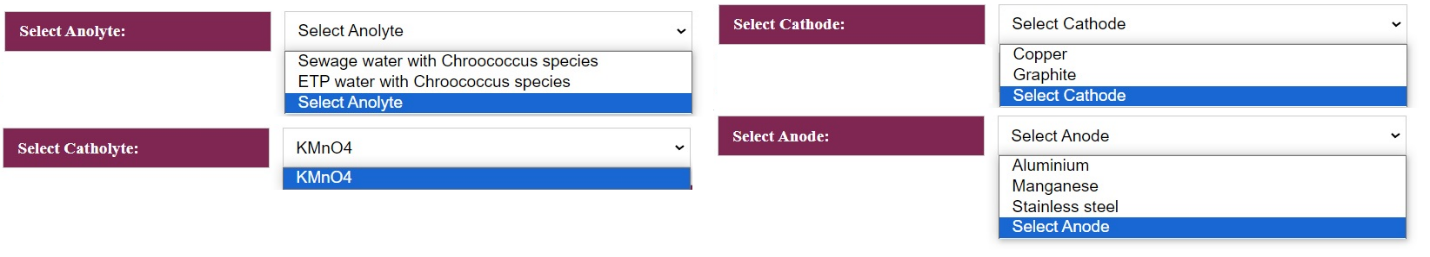 Select Anolyte:
Select Anolyte
Sewage water with Chroococcus species
ETP water with Chroococcus species
Select Anolyte
Select Catholyte:
KMnO4
KMnO4
Select Cathode:
Select Cathode
Copper
Graphite
Select Cathode
Select Anode:
Select Anode
Aluminium
Manganese
Stainless steel
Select Anode